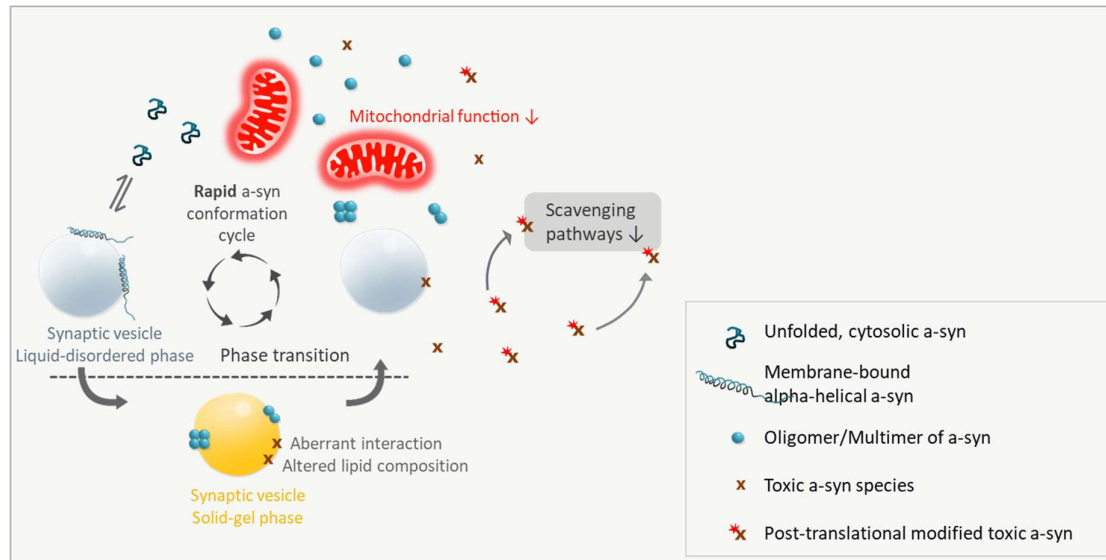 Mitochondrial function ↓
Rapid a-syn
conformation
cycle
Scavenging
pathways ↓
Synaptic vesicle
Liquid-disordered phase
Phase transition
Aberrant interaction
Altered lipid composition
Synaptic vesicle
Solid-gel phase
Unfolded, cytosolic a-syn
Membrane-bound
alpha-helical a-syn
Oligomer/Multimer of a-syn
x Toxic a-syn species
Post-translational modified toxic a-syn